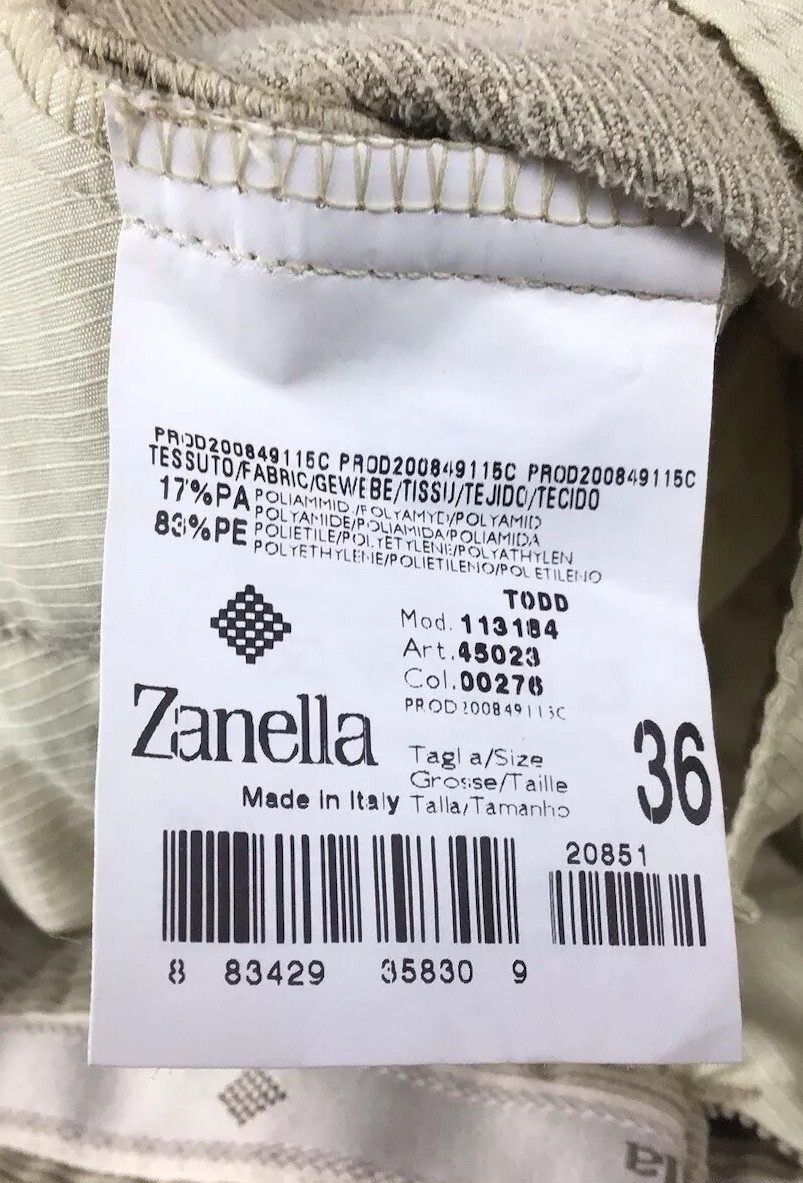 PROD200849115C PROD200849115C PROD200849115C
TESSUTO/FABRIC/GEWEBE/TISSU/TEJIDO/TECIDO
17%PA POLIAMMID./POLYAMYD/POLYAMID
POLYAMIDE/POLIAMIDA/POLIAMIDA
83%PE POLIETILE/POLYETYLENE/POLYATHYLEN
POLYETHYLENE/POLIETILENO/POLIETILENO
TODD
Mod. 113184
Art. 45023
Col. 00276
PROD200849115C
Zanella
Taglia/Size
Grosse/Taille
Made in Italy Talla/Tamanho
36
20851
8 83429 35830 9